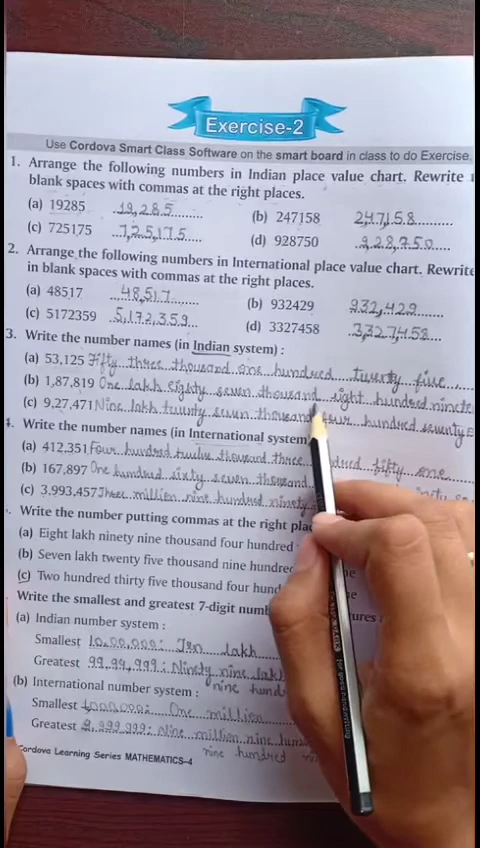 Exercise-2
Use Cordova Smart Class Software on the smart board in class to do Exercise.
1. Arrange the following numbers in Indian place value chart. Rewrite
blank spaces with commas at the right places.
(a) 19285 19,285 (b) 247158 2,47,158
(c) 725175 7,25,175 (d) 928750 9,28,750
2. Arrange the following numbers in International place value chart. Rewrite
in blank spaces with commas at the right places.
(a) 48517 48,517 (b) 932429 932,429
(c) 5172359 5,172,359 (d) 3327458 3,327,458
3. Write the number names (in Indian system) :
(a) 53,125 Fifty three thousand one hundred twenty five
(b) 1,87,819 One lakh eighty seven thousand eight hundred ninete
(c) 9,27,471 Nine lakh twenty seven thousand four hundred seventy
Write the number names (in International system
(a) 412,351 Four hundred twelve thousand three fifty one
(b) 167,897 One hundred sixty seven thousand
(c) 3,993,457 Three million nine hundred ninety
Write the number putting commas at the right pla
(a) Eight lakh ninety nine thousand four hundred
(b) Seven lakh twenty five thousand nine hundred
(c) Two hundred thirty five thousand four hund
Write the smallest and greatest 7-digit num
(a) Indian number system :
Smallest 10,00,000: Ten lakh
Greatest 99,99,999: Ninety nine lakh
nine hund
(b) International number system :
Smallest 1,000,000: One million
Greatest 9,999,999: Nine million nine hun
nine hundred
Cordova Learning Series MATHEMATICS–4